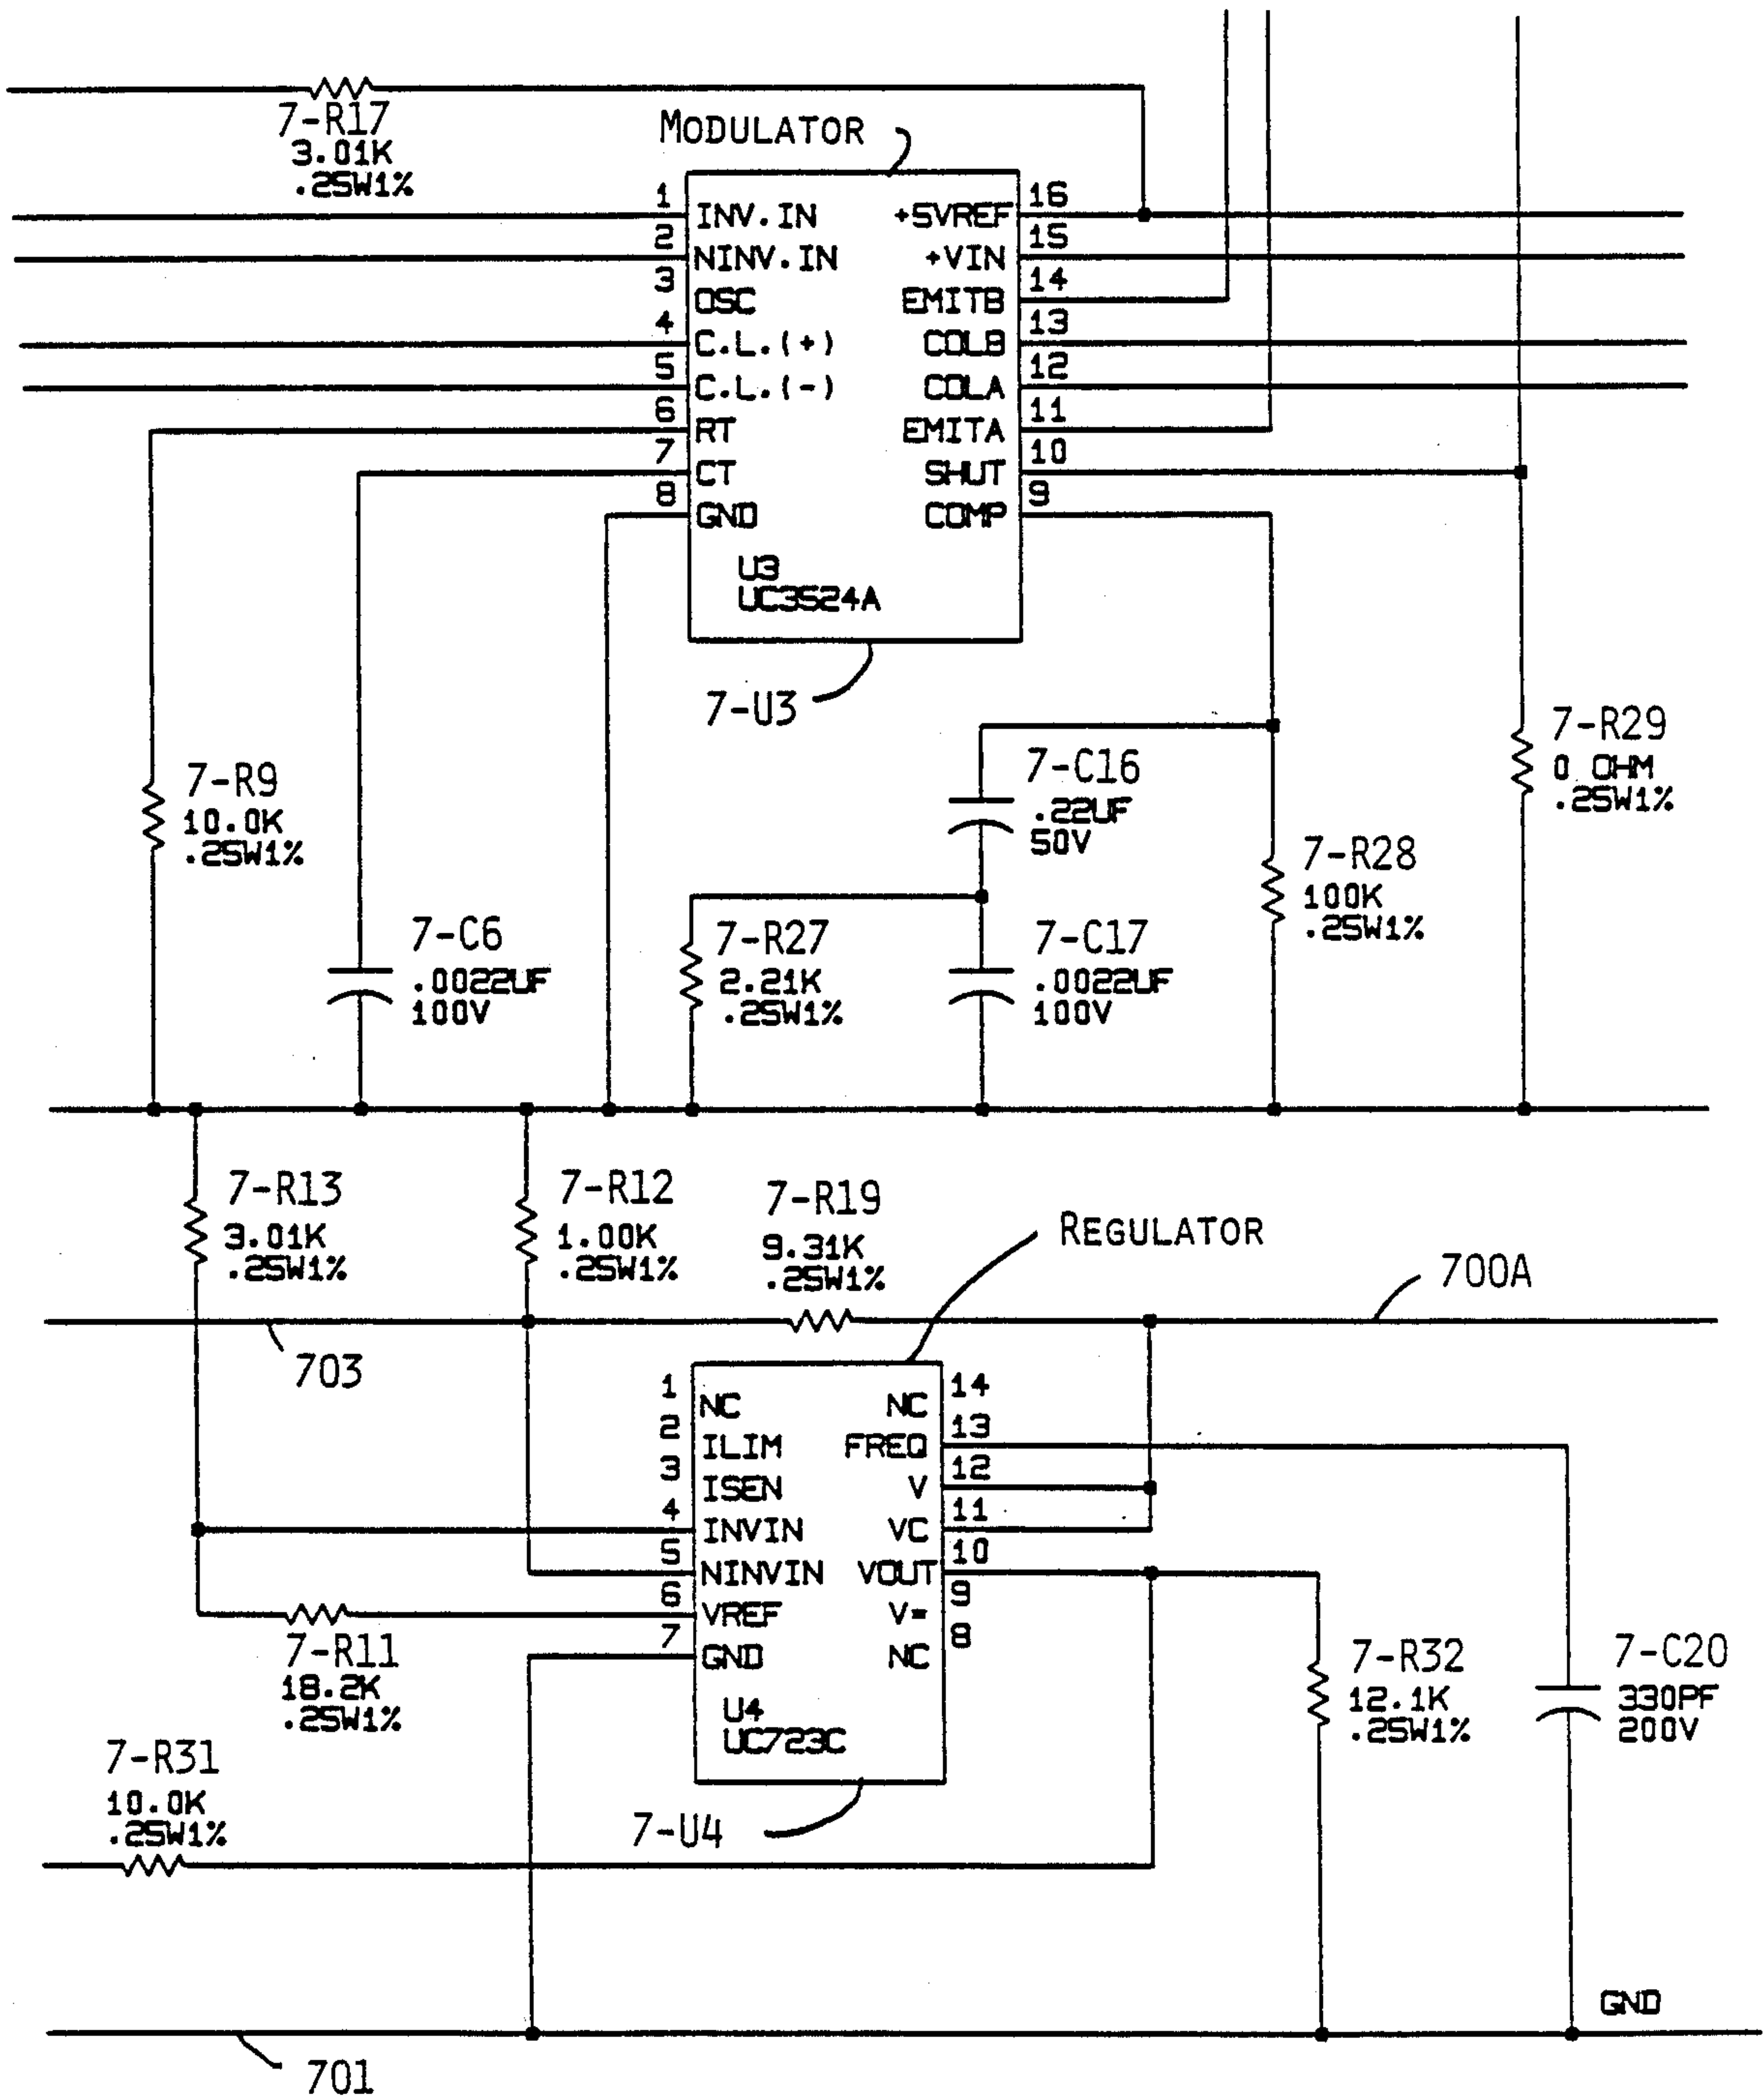 7-R17
3.01K
.25W1%
MODULATOR
1 INV.IN +5VREF 16
2 NINV.IN +VIN 15
3 OSC EMITB 14
4 C.L.(+) COLB 13
5 C.L.(-) COLA 12
6 RT EMITA 11
7 CT SHUT 10
8 GND COMP 9
U3
UC3524A
7-U3
7-R9
10.0K
.25W1%
7-C6
.0022UF
100V
7-C16
.22UF
50V
7-R27
2.21K
.25W1%
7-C17
.0022UF
100V
7-R28
100K
.25W1%
7-R29
0 OHM
.25W1%
7-R13
3.01K
.25W1%
7-R12
1.00K
.25W1%
7-R19
9.31K
.25W1%
REGULATOR
700A
703
1 NC NC 14
2 ILIM FREQ 13
3 ISEN V 12
4 INVIN VC 11
5 NINVIN VOUT 10
6 VREF V= 9
7 GND NC 8
U4
UC723C
7-U4
7-R11
18.2K
.25W1%
7-R31
10.0K
.25W1%
7-R32
12.1K
.25W1%
7-C20
330PF
200V
GND
701